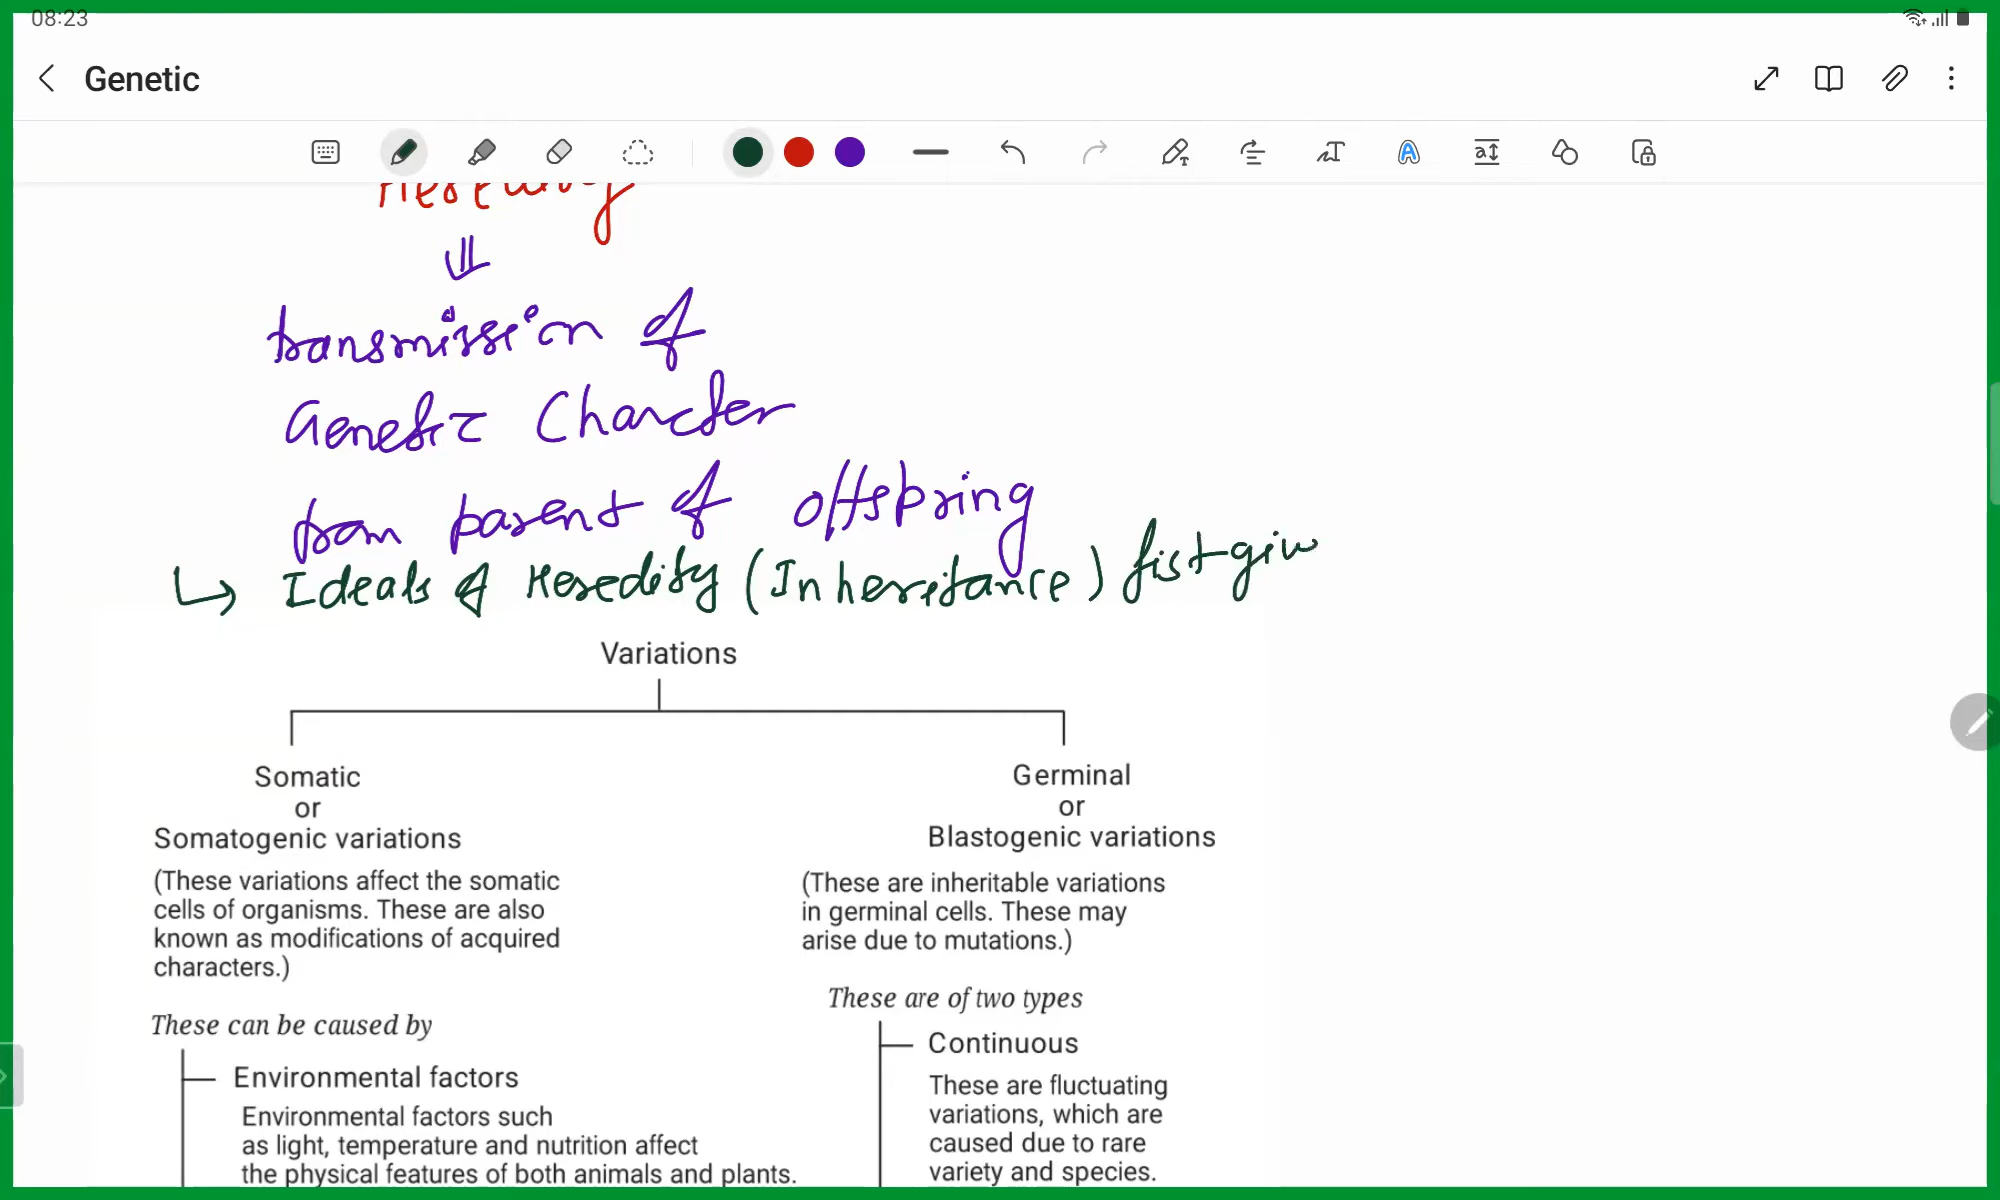 08:23
Genetic
Heredity
transmission of
Genetic Charcter
from parent of offspring
Ideals of Heredity (Inheritance) fist giv
Variations
Somatic
or
Somatogenic variations
(These variations affect the somatic
cells of organisms. These are also
known as modifications of acquired
characters.)
These can be caused by
Environmental factors
Environmental factors such
as light, temperature and nutrition affect
the physical features of both animals and plants.
Germinal
or
Blastogenic variations
(These are inheritable variations
in germinal cells. These may
arise due to mutations.)
These are of two types
Continuous
These are fluctuating
variations, which are
caused due to rare
variety and species.